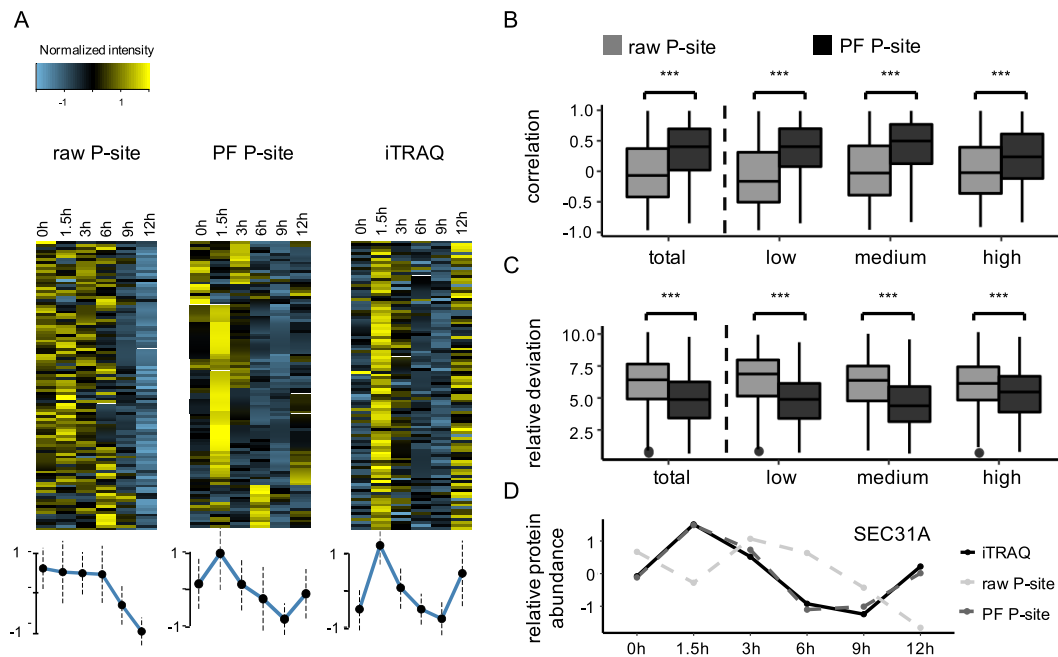 A
Normalized intensity
-1 1
raw P-site PF P-site iTRAQ
0h 1.5h 3h 6h 9h 12h 0h 1.5h 3h 6h 9h 12h 0h 1.5h 3h 6h 9h 12h
1 1 1
-1 -1 -1
B
raw P-site PF P-site
*** *** *** ***
correlation
1.0
0.5
0
-0.5
-1.0
total low medium high
C
*** *** *** ***
relative deviation
10.0
7.5
5.0
2.5
total low medium high
D
SEC31A
relative protein
abundance
1
0
-1
0h 1.5h 3h 6h 9h 12h
iTRAQ
raw P-site
PF P-site